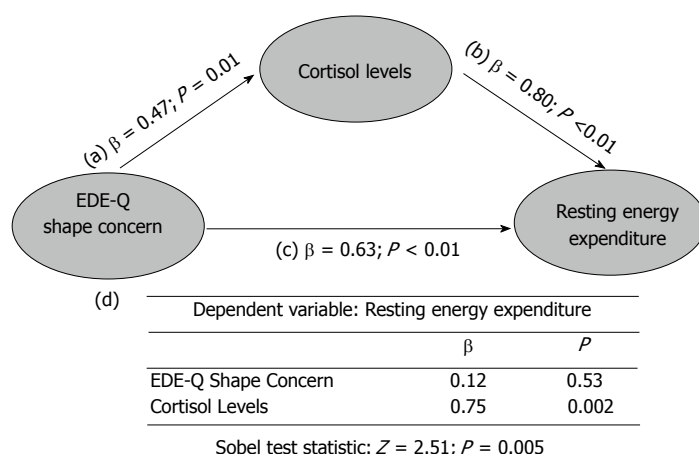 Cortisol levels
(a) β = 0.47; P = 0.01
(b) β = 0.80; P <0.01
EDE-Q
shape concern
Resting energy
expenditure
(c) β = 0.63; P < 0.01
(d)
Dependent variable: Resting energy expenditure
β P
EDE-Q Shape Concern 0.12 0.53
Cortisol Levels 0.75 0.002
Sobel test statistic: Z = 2.51; P = 0.005